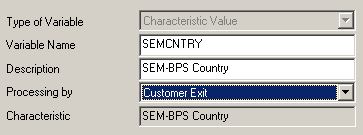 Type of Variable Characteristic Value
Variable Name SEMCNTRY
Description SEM-BPS Country
Processing by Customer Exit
Characteristic SEM-BPS Country